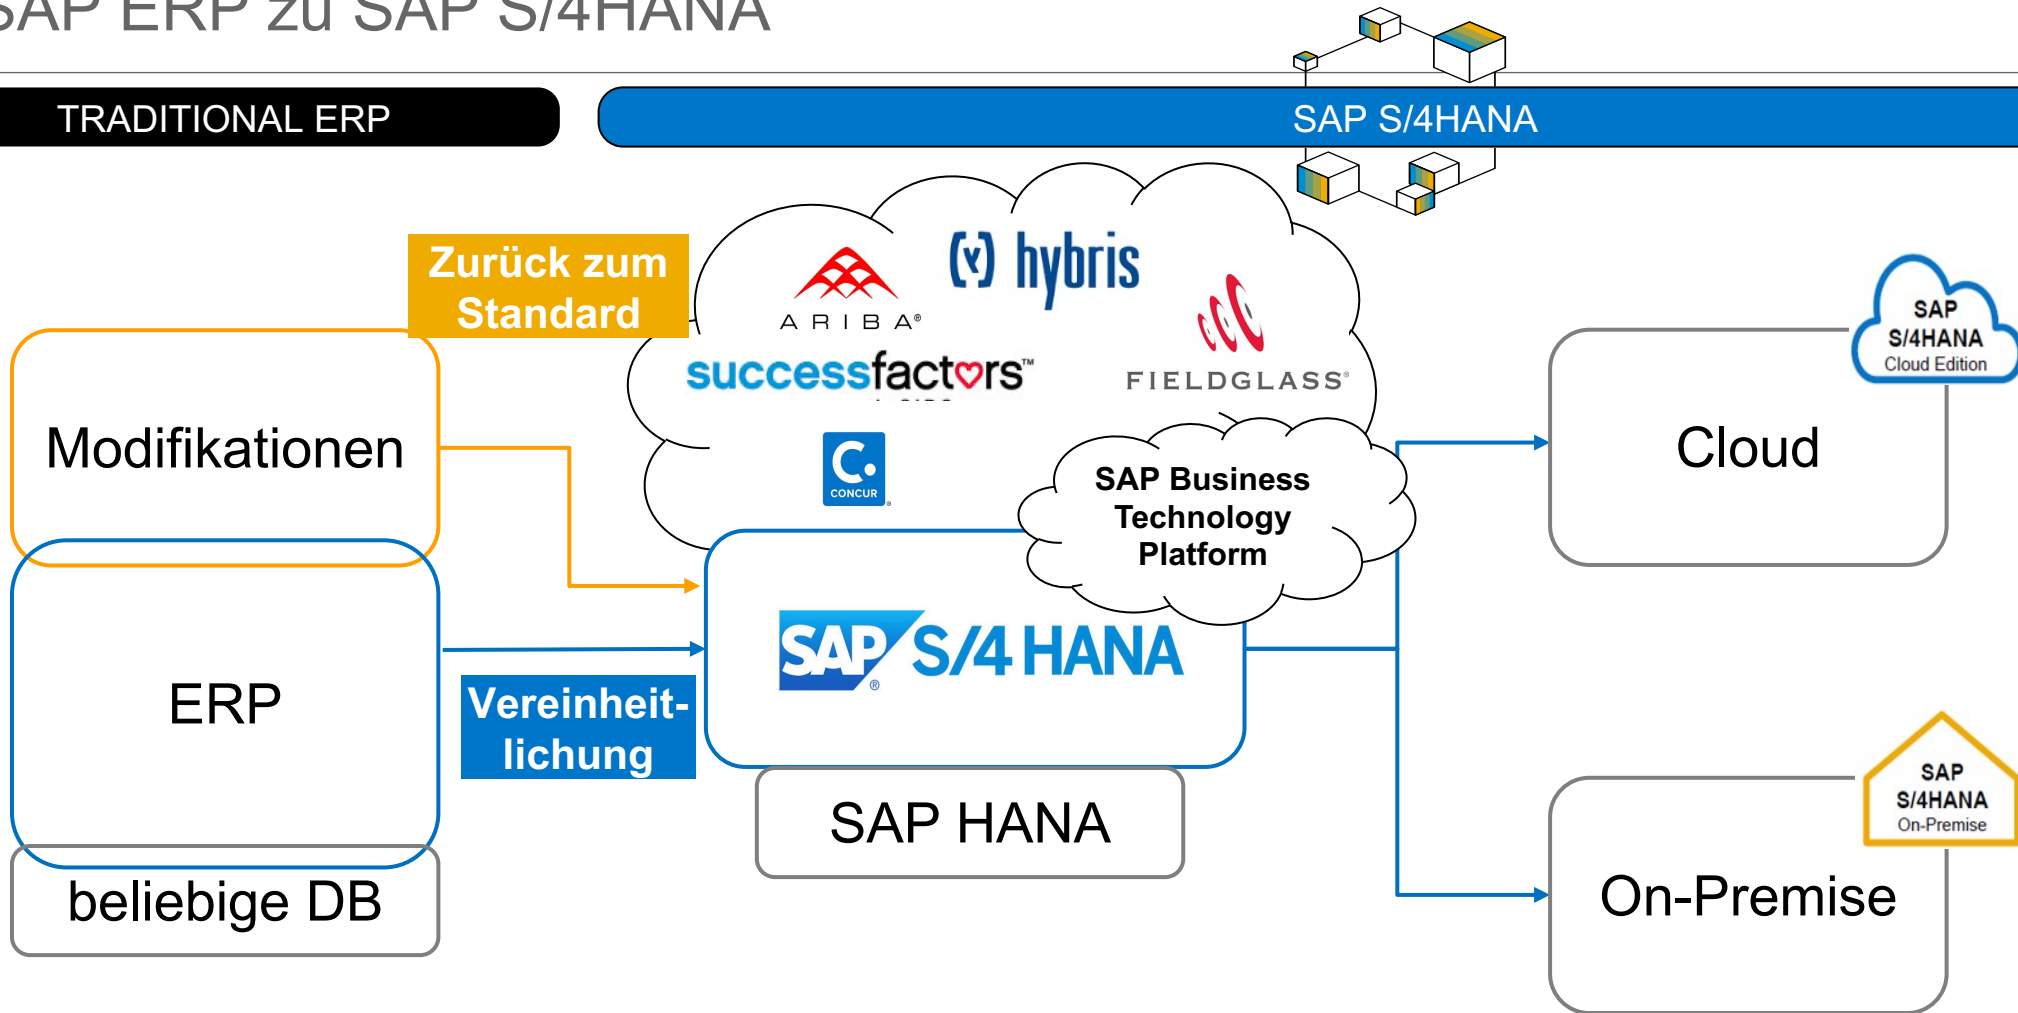 SAP ERP zu SAP S/4HANA
TRADITIONAL ERP
SAP S/4HANA
Zurück zum
Standard
ARIBA®
(y) hybris
successfactors™
FIELDGLASS®
C.
CONCUR
®
SAP Business
Technology
Platform
Modifikationen
ERP
beliebige DB
Vereinheit-
lichung
SAP® S/4 HANA
SAP HANA
SAP
S/4HANA
Cloud Edition
Cloud
SAP
S/4HANA
On-Premise
On-Premise